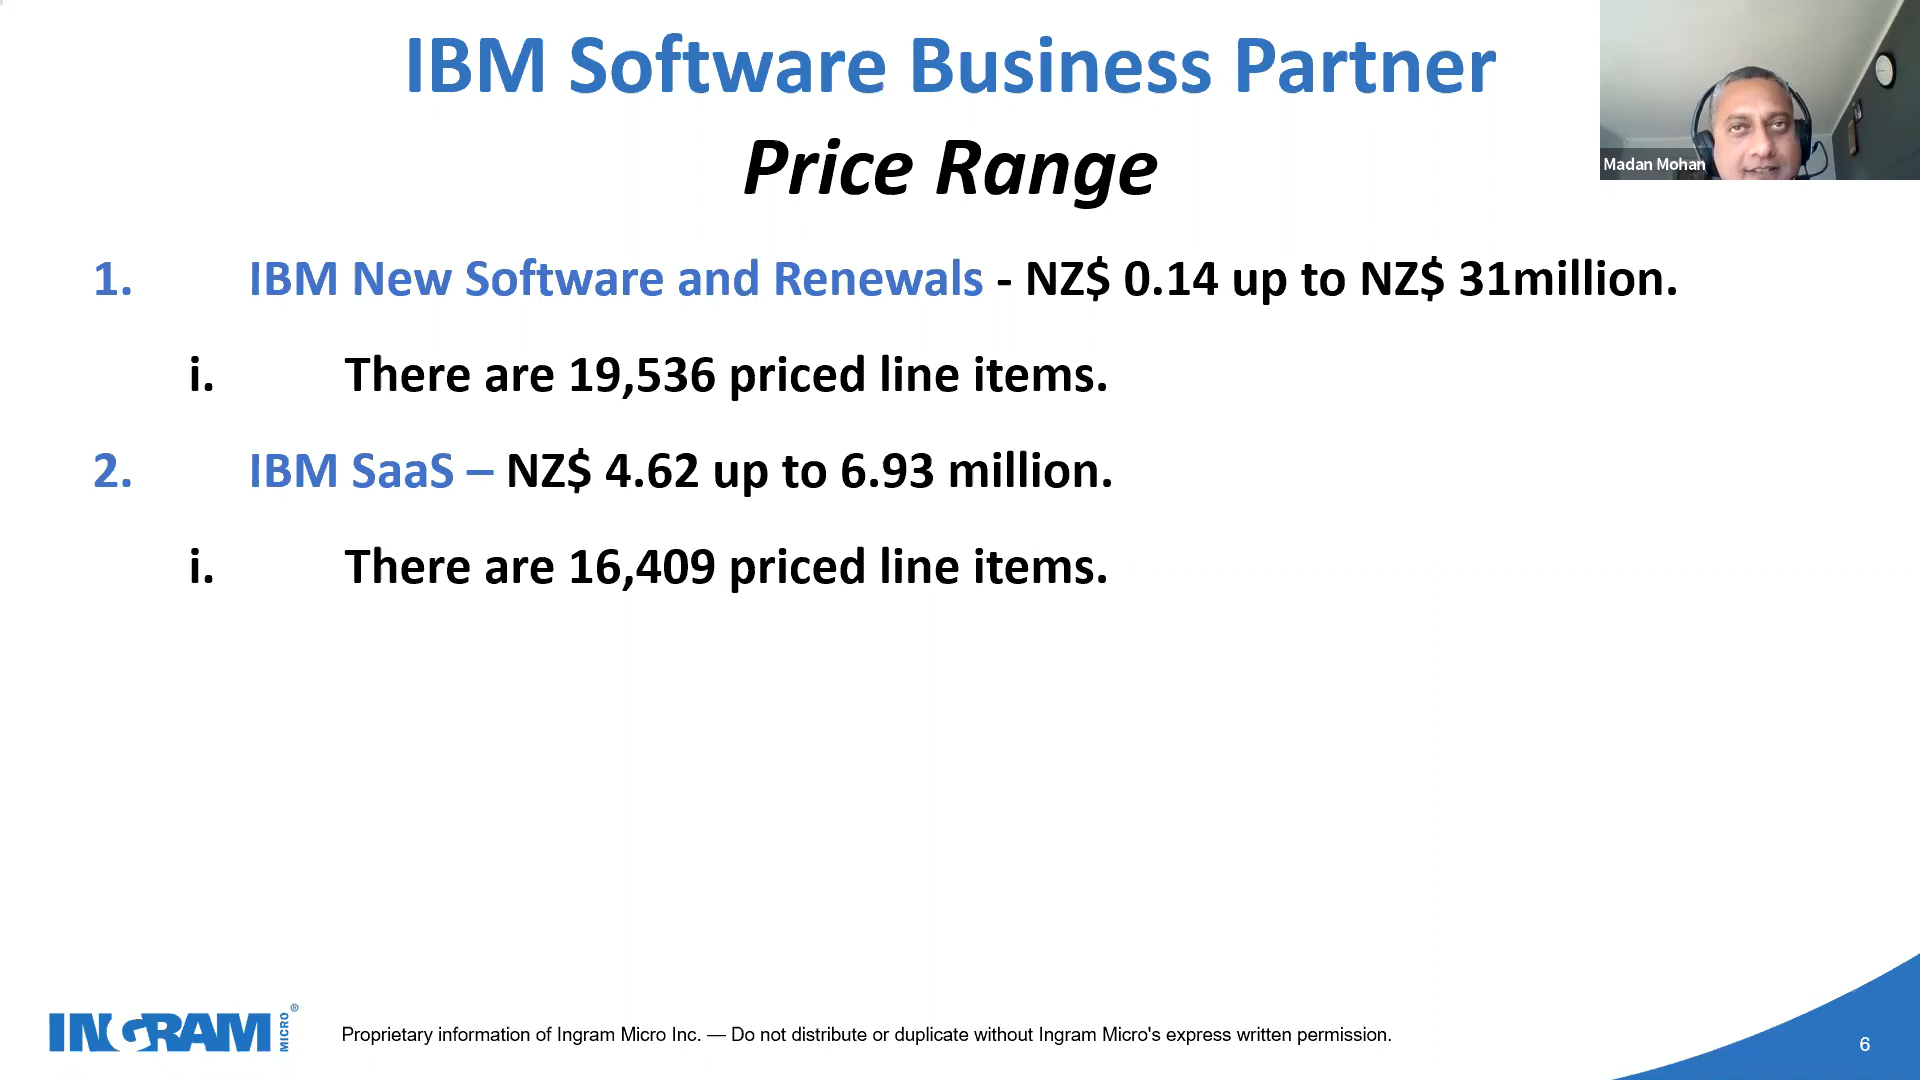 IBM Software Business Partner
Price Range
Madan Mohan
1. IBM New Software and Renewals - NZ$ 0.14 up to NZ$ 31million.
i. There are 19,536 priced line items.
2. IBM SaaS – NZ$ 4.62 up to 6.93 million.
i. There are 16,409 priced line items.
INGRAM MICRO®
Proprietary information of Ingram Micro Inc. — Do not distribute or duplicate without Ingram Micro's express written permission.
6